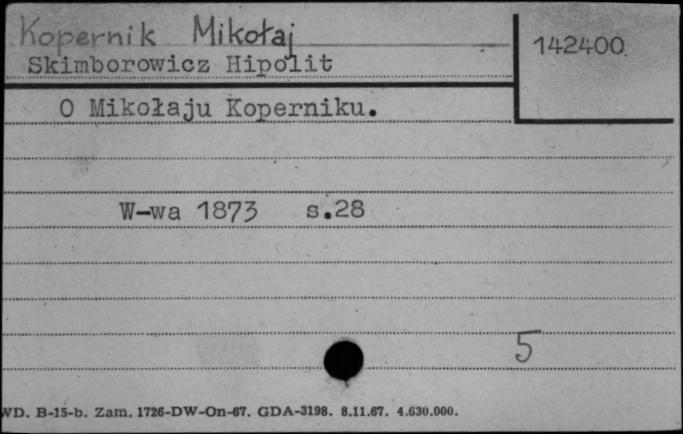 Kopernik Mikołaj
142400.
Skimborowicz Hipolit
O Mikołaju Koperniku.
W-wa 1873 s.28
5
WD. B-15-b. Zam. 1726-DW-On-67. GDA-3198. 8.11.67. 4.630.000.